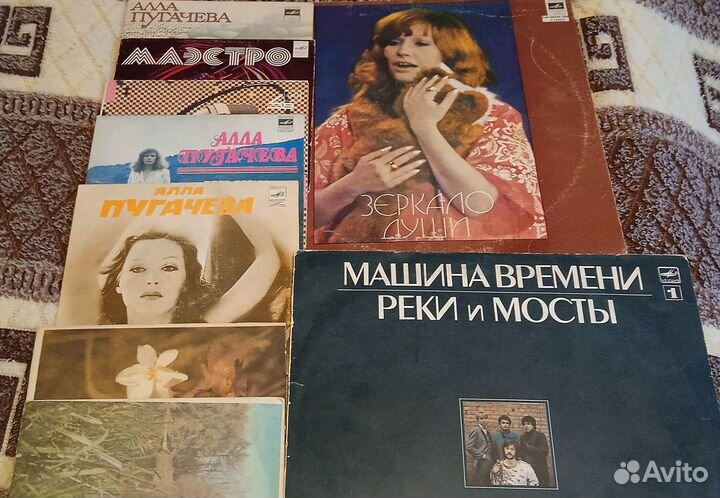 АЛЛА
ПУГАЧЕВА
МАЭСТРО
АЛЛА
ПУГАЧЕВА
АЛЛА
ПУГАЧЕВА
ЗЕРКАЛО
ДУШИ
МАШИНА ВРЕМЕНИ
РЕКИ и МОСТЫ
1
Avito